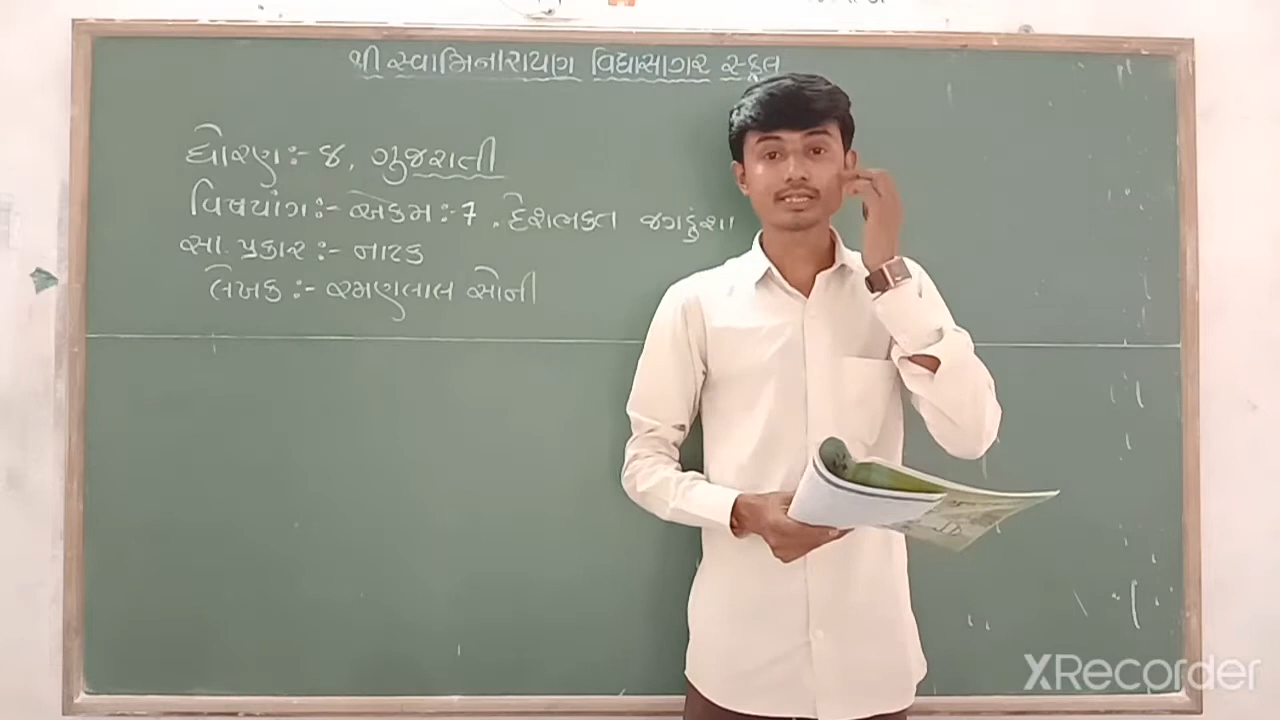 શ્રી સ્વામિનારાયણ વિદ્યાસાગર સ્કૂલ
ધોરણ:- ૪, ગુજરાતી
વિષયાંગ:- એકમ:- 7. દેશભક્ત જગડુંશા
સા. પ્રકાર:- નાટક
લેખક:- રમણલાલ સોની
XRecorder